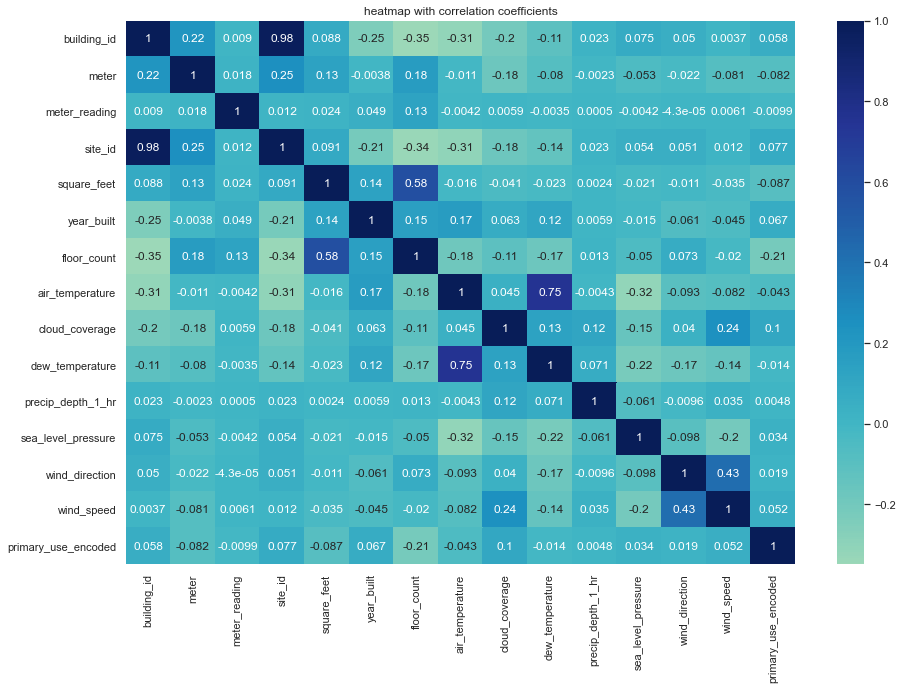 heatmap with correlation coefficients
building_id 1 0.22 0.009 0.98 0.088 -0.25 -0.35 -0.31 -0.2 -0.11 0.023 0.075 0.05 0.0037 0.058
meter 0.22 1 0.018 0.25 0.13 -0.0038 0.18 -0.011 -0.18 -0.08 -0.0023 -0.053 -0.022 -0.081 -0.082
meter_reading 0.009 0.018 1 0.012 0.024 0.049 0.13 -0.0042 0.0059 -0.0035 0.0005 -0.0042 -4.3e-05 0.0061 -0.0099
site_id 0.98 0.25 0.012 1 0.091 -0.21 -0.34 -0.31 -0.18 -0.14 0.023 0.054 0.051 0.012 0.077
square_feet 0.088 0.13 0.024 0.091 1 0.14 0.58 -0.016 -0.041 -0.023 0.0024 -0.021 -0.011 -0.035 -0.087
year_built -0.25 -0.0038 0.049 -0.21 0.14 1 0.15 0.17 0.063 0.12 0.0059 -0.015 -0.061 -0.045 0.067
floor_count -0.35 0.18 0.13 -0.34 0.58 0.15 1 -0.18 -0.11 -0.17 0.013 -0.05 0.073 -0.02 -0.21
air_temperature -0.31 -0.011 -0.0042 -0.31 -0.016 0.17 -0.18 1 0.045 0.75 -0.0043 -0.32 -0.093 -0.082 -0.043
cloud_coverage -0.2 -0.18 0.0059 -0.18 -0.041 0.063 -0.11 0.045 1 0.13 0.12 -0.15 0.04 0.24 0.1
dew_temperature -0.11 -0.08 -0.0035 -0.14 -0.023 0.12 -0.17 0.75 0.13 1 0.071 -0.22 -0.17 -0.14 -0.014
precip_depth_1_hr 0.023 -0.0023 0.0005 0.023 0.0024 0.0059 0.013 -0.0043 0.12 0.071 1 -0.061 -0.0096 0.035 0.0048
sea_level_pressure 0.075 -0.053 -0.0042 0.054 -0.021 -0.015 -0.05 -0.32 -0.15 -0.22 -0.061 1 -0.098 -0.2 0.034
wind_direction 0.05 -0.022 -4.3e-05 0.051 -0.011 -0.061 0.073 -0.093 0.04 -0.17 -0.0096 -0.098 1 0.43 0.019
wind_speed 0.0037 -0.081 0.0061 0.012 -0.035 -0.045 -0.02 -0.082 0.24 -0.14 0.035 -0.2 0.43 1 0.052
primary_use_encoded 0.058 -0.082 -0.0099 0.077 -0.087 0.067 -0.21 -0.043 0.1 -0.014 0.0048 0.034 0.019 0.052 1
building_id
meter
meter_reading
site_id
square_feet
year_built
floor_count
air_temperature
cloud_coverage
dew_temperature
precip_depth_1_hr
sea_level_pressure
wind_direction
wind_speed
primary_use_encoded
1.0
0.8
0.6
0.4
0.2
0.0
−0.2